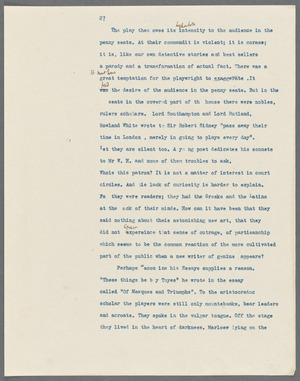 27
The play then owes its intensity to the audience in the
penny seats. At their command it is violent; it is coarse;
it is, like our own detective stories and best sellers
a parody and a transformation of actual fact. There was a
great temptation for the playwright to exaggerate. It
was the desire of the audience in the penny seats. But in the
seats in the covered part of th house there were nobles,
rulers scholars. Lord Southampton and Lord Rutland,
Rowland White wrote to Sir Robert Sidney "pass away their
time in London , merely in going to plays every day".
Yet they are silent too. A young poet dedicates his sonnets
to Mr W. H. and none of them troubles to ask,
Whois this patron? It is not a matter of interest in court
circles. And the lack of curiosity is harder to explain.
Fo they were readers; they had the Greeks and the Latins
at the back of their minds. How can it have been that they
said nothing about theis astonishing new art, that they
did not expereince that sense of outrage, of partisanship
which seems to be the common reaction of the more cultivated
part of the public when a new writer of genius appears?
Perhaps Bacon inn his Essays supplies a reason.
"These things be b y Toyes" he wrote in the essay
called "Of Masques and Triumphs". To the aristocratnc
scholar the players were still only mountebanks, bear leaders
and acroats. They spoke in the vulgar tongue. Off the stage
they lived in the heart of darkness. Marlowe lying on the